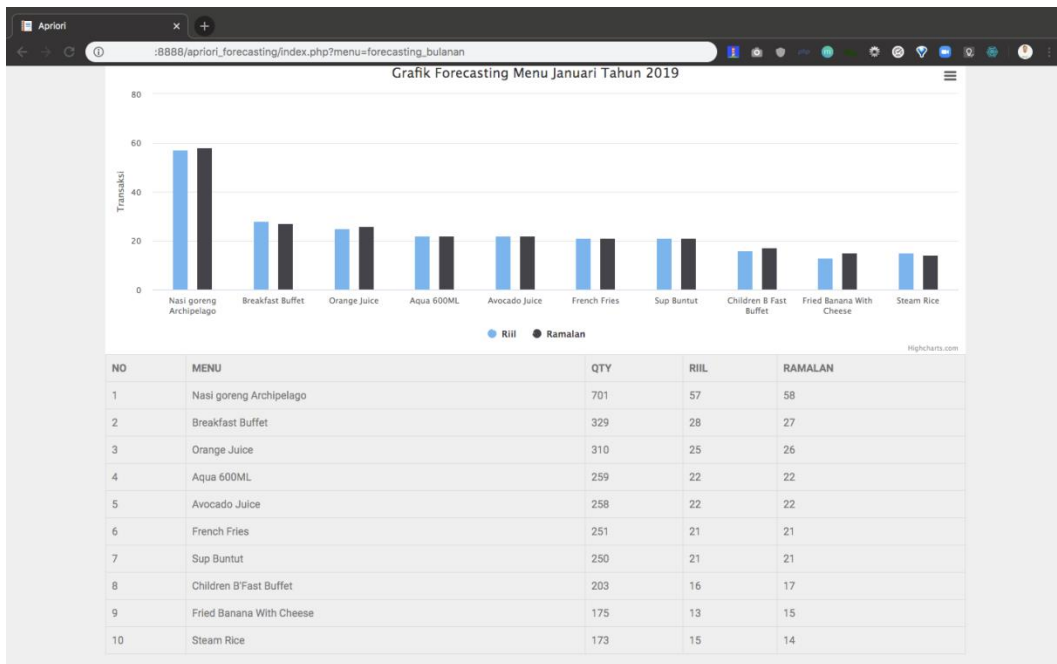 Apriori
:8888/apriori_forecasting/index.php?menu=forecasting_bulanan
Grafik Forecasting Menu Januari Tahun 2019
80
60
40
20
0
Transaksi
Nasi goreng Archipelago
Breakfast Buffet
Orange Juice
Aqua 600ML
Avocado Juice
French Fries
Sup Buntut
Children B Fast Buffet
Fried Banana With Cheese
Steam Rice
Riil Ramalan
Highcharts.com
NO MENU QTY RIIL RAMALAN
1 Nasi goreng Archipelago 701 57 58
2 Breakfast Buffet 329 28 27
3 Orange Juice 310 25 26
4 Aqua 600ML 259 22 22
5 Avocado Juice 258 22 22
6 French Fries 251 21 21
7 Sup Buntut 250 21 21
8 Children B'Fast Buffet 203 16 17
9 Fried Banana With Cheese 175 13 15
10 Steam Rice 173 15 14